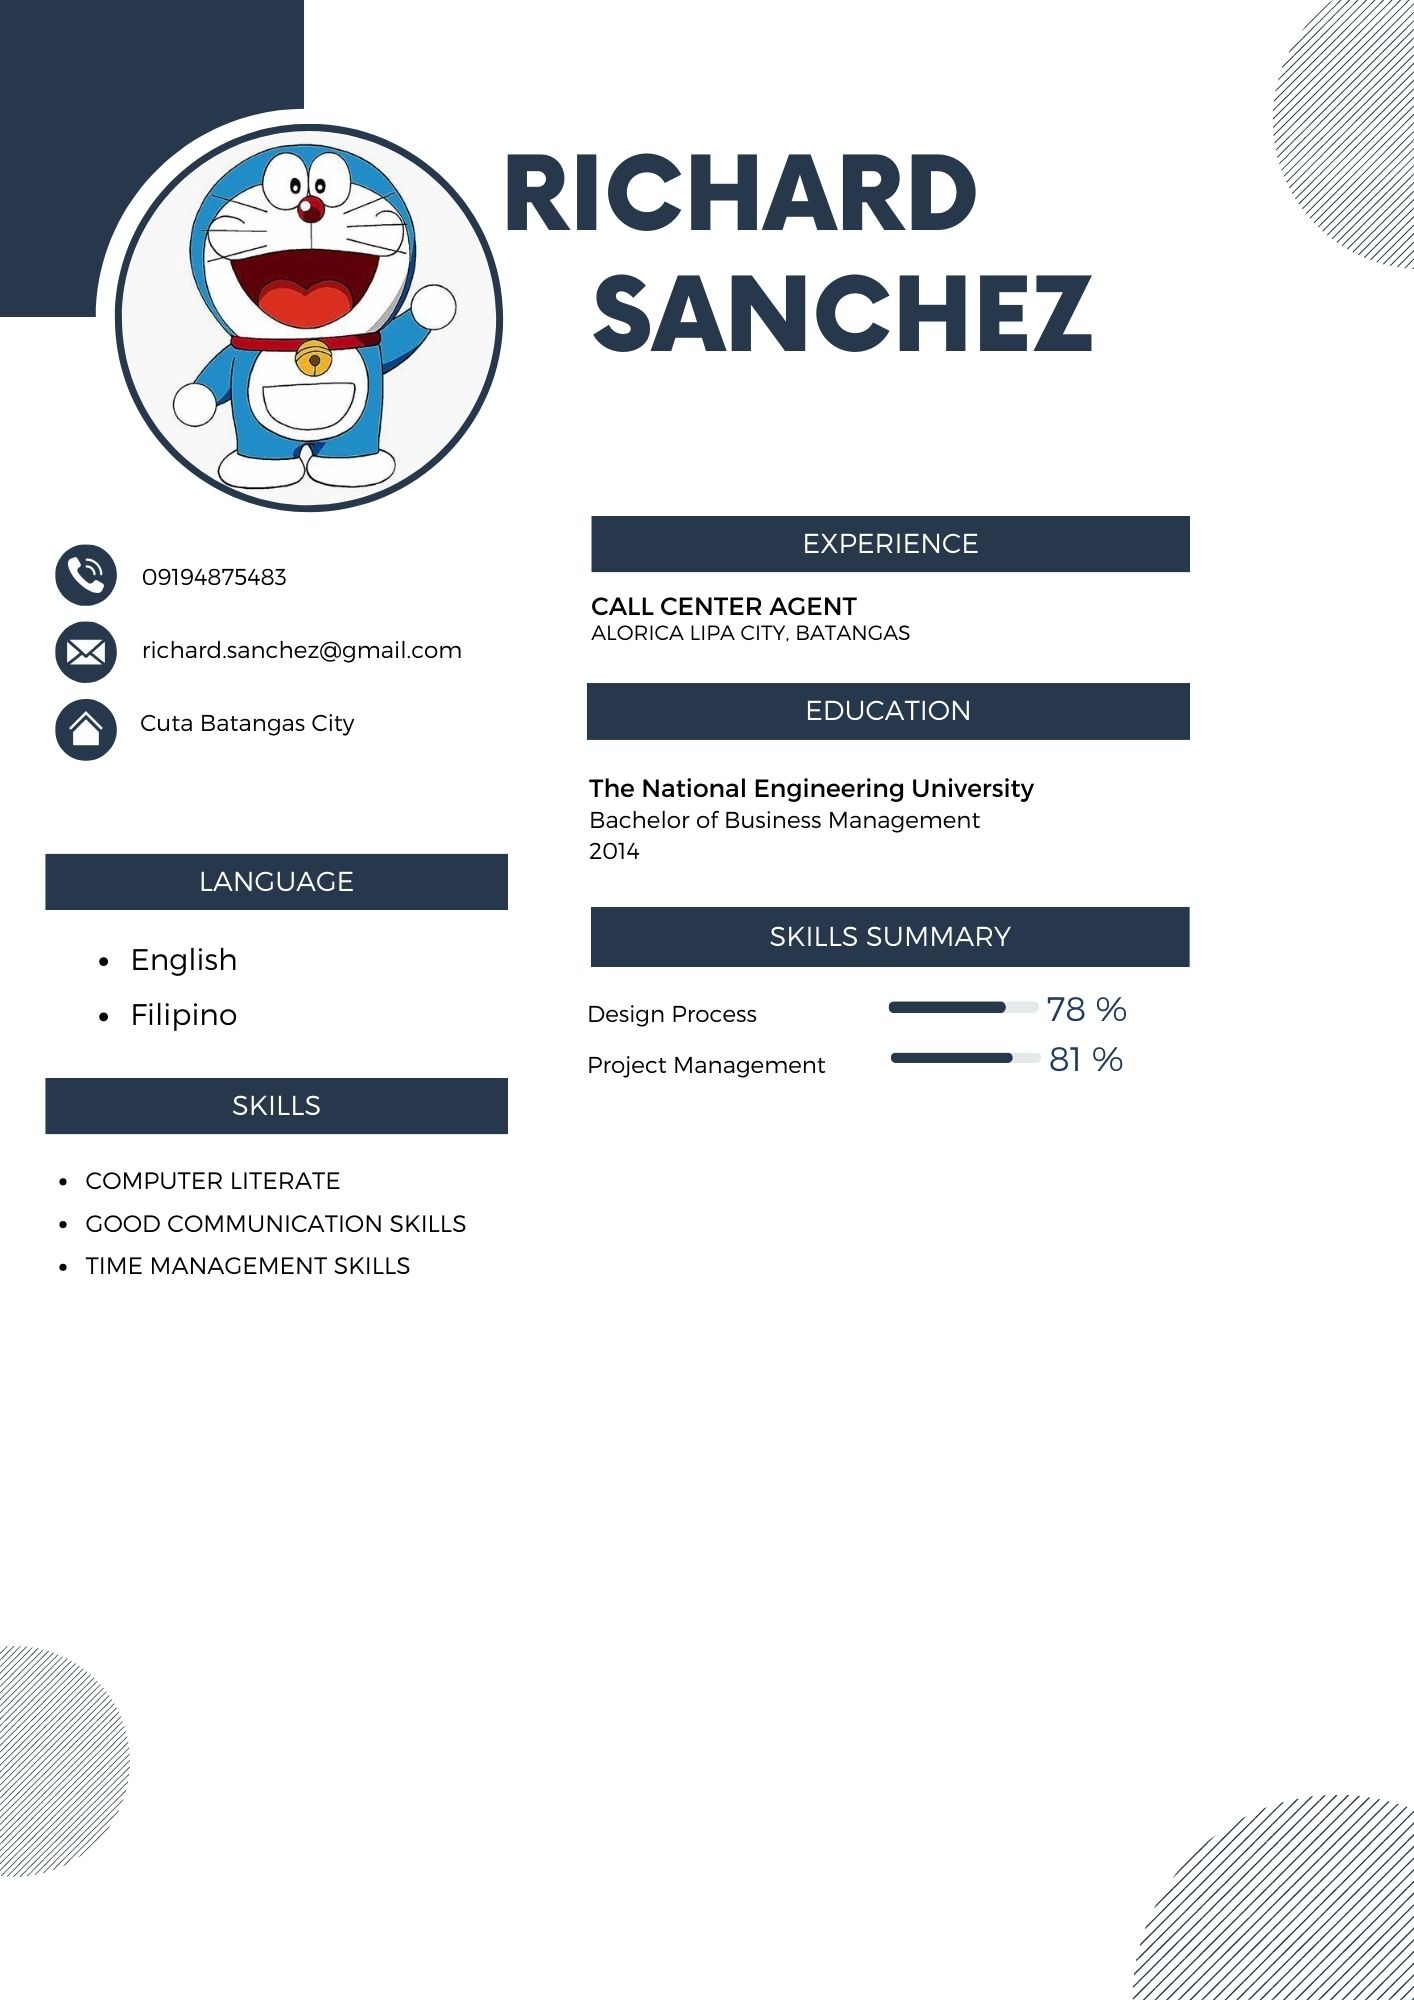 RICHARD
SANCHEZ
09194875483
richard.sanchez@gmail.com
Cuta Batangas City
LANGUAGE
• English
• Filipino
SKILLS
• COMPUTER LITERATE
• GOOD COMMUNICATION SKILLS
• TIME MANAGEMENT SKILLS
EXPERIENCE
CALL CENTER AGENT
ALORICA LIPA CITY, BATANGAS
EDUCATION
The National Engineering University
Bachelor of Business Management
2014
SKILLS SUMMARY
Design Process 78 %
Project Management 81 %